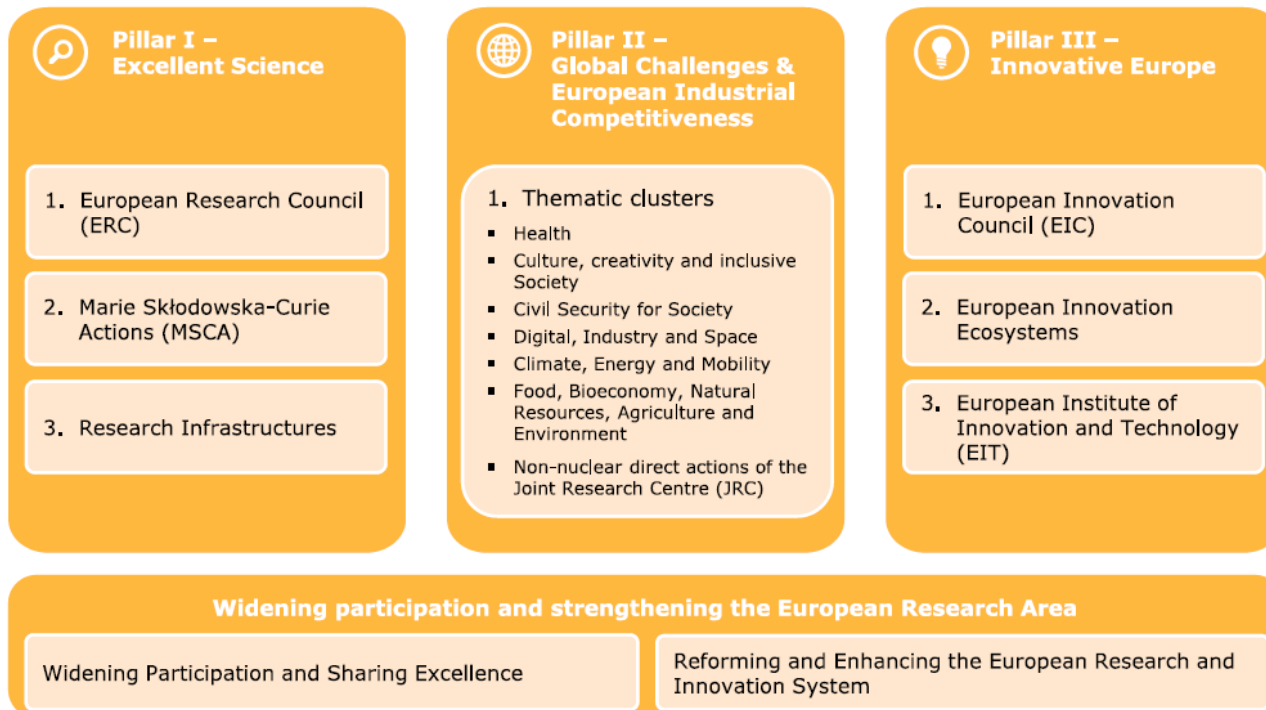 Pillar I –
Excellent Science
1. European Research Council
(ERC)
2. Marie Skłodowska-Curie
Actions (MSCA)
3. Research Infrastructures
Pillar II –
Global Challenges &
European Industrial
Competitiveness
1. Thematic clusters
▪ Health
▪ Culture, creativity and inclusive
Society
▪ Civil Security for Society
▪ Digital, Industry and Space
▪ Climate, Energy and Mobility
▪ Food, Bioeconomy, Natural
Resources, Agriculture and
Environment
▪ Non-nuclear direct actions of the
Joint Research Centre (JRC)
Pillar III –
Innovative Europe
1. European Innovation
Council (EIC)
2. European Innovation
Ecosystems
3. European Institute of
Innovation and Technology
(EIT)
Widening participation and strengthening the European Research Area
Widening Participation and Sharing Excellence
Reforming and Enhancing the European Research and
Innovation System